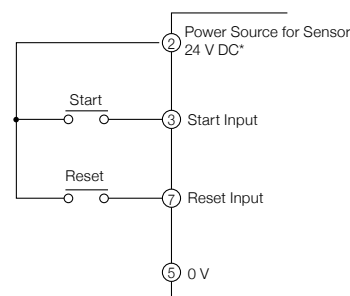 Power Source for Sensor
2
24 V DC*
Start
3 Start Input
Reset
7 Reset Input
5 0 V